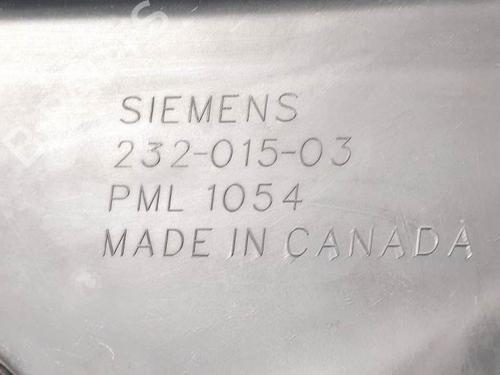 SIEMENS
232-015-03
PML 1054
MADE IN CANADA